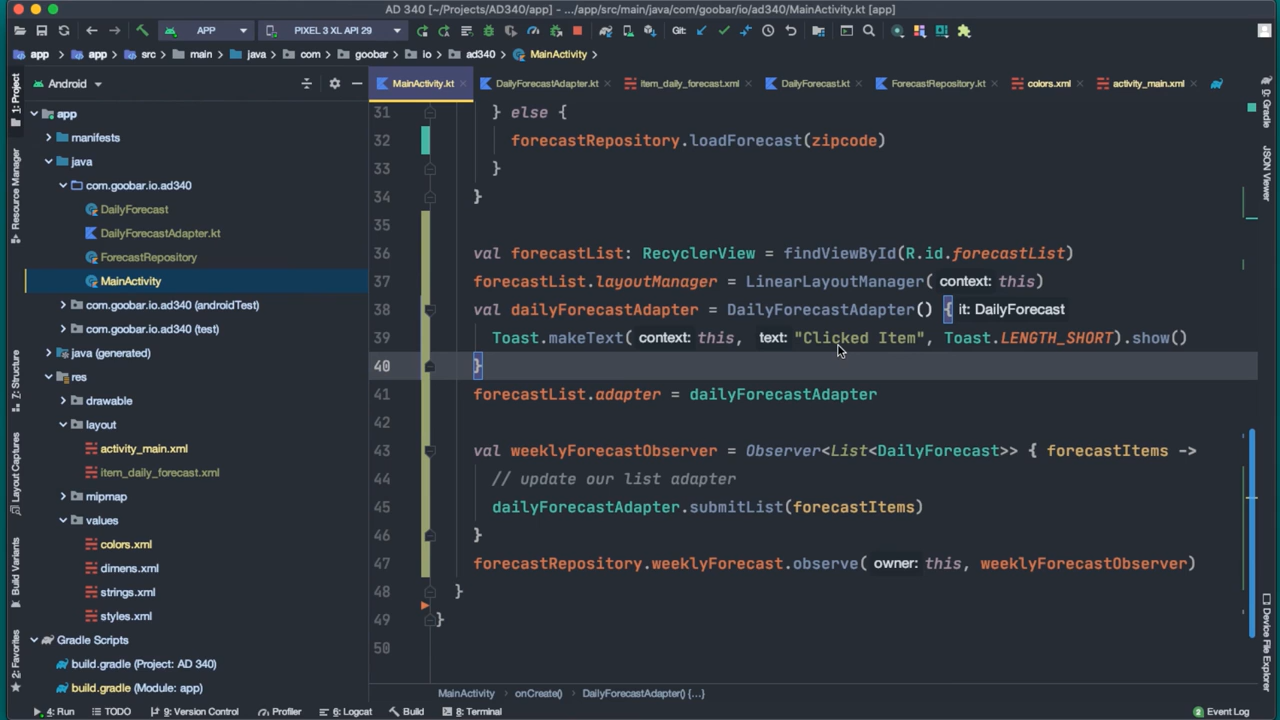 AD 340 [~/Projects/AD340/app] - .../app/src/main/java/com/goobar/io/ad340/MainActivity.kt [app]
APP
PIXEL 3 XL API 29
Git:
app
app
src
main
java
com
goobar
io
ad340
MainActivity
Android
MainActivity.kt
DailyForecastAdapter.kt
item_daily_forecast.xml
DailyForecast.kt
ForecastRepository.kt
colors.xml
activity_main.xml
1: Project
Resource Manager
7: Structure
Layout Captures
Build Variants
2: Favorites
app
manifests
java
com.goobar.io.ad340
DailyForecast
DailyForecastAdapter.kt
ForecastRepository
MainActivity
com.goobar.io.ad340 (androidTest)
com.goobar.io.ad340 (test)
java (generated)
res
drawable
layout
activity_main.xml
item_daily_forecast.xml
mipmap
values
colors.xml
dimens.xml
strings.xml
styles.xml
Gradle Scripts
build.gradle (Project: AD 340)
build.gradle (Module: app)
31 } else {
32 forecastRepository.loadForecast(zipcode)
33 }
34 }
35
36 val forecastList: RecyclerView = findViewById(R.id.forecastList)
37 forecastList.layoutManager = LinearLayoutManager( context: this)
38 val dailyForecastAdapter = DailyForecastAdapter() { it: DailyForecast
39 Toast.makeText( context: this, text: "Clicked Item", Toast.LENGTH_SHORT).show()
40 }
41 forecastList.adapter = dailyForecastAdapter
42
43 val weeklyForecastObserver = Observer<List<DailyForecast>> { forecastItems ->
44 // update our list adapter
45 dailyForecastAdapter.submitList(forecastItems)
46 }
47 forecastRepository.weeklyForecast.observe( owner: this, weeklyForecastObserver)
48 }
49 }
50
Gradle
JSON Viewer
Device File Explorer
MainActivity
onCreate()
DailyForecastAdapter() {...}
4: Run
TODO
9: Version Control
Profiler
6: Logcat
Build
8: Terminal
2 Event Log